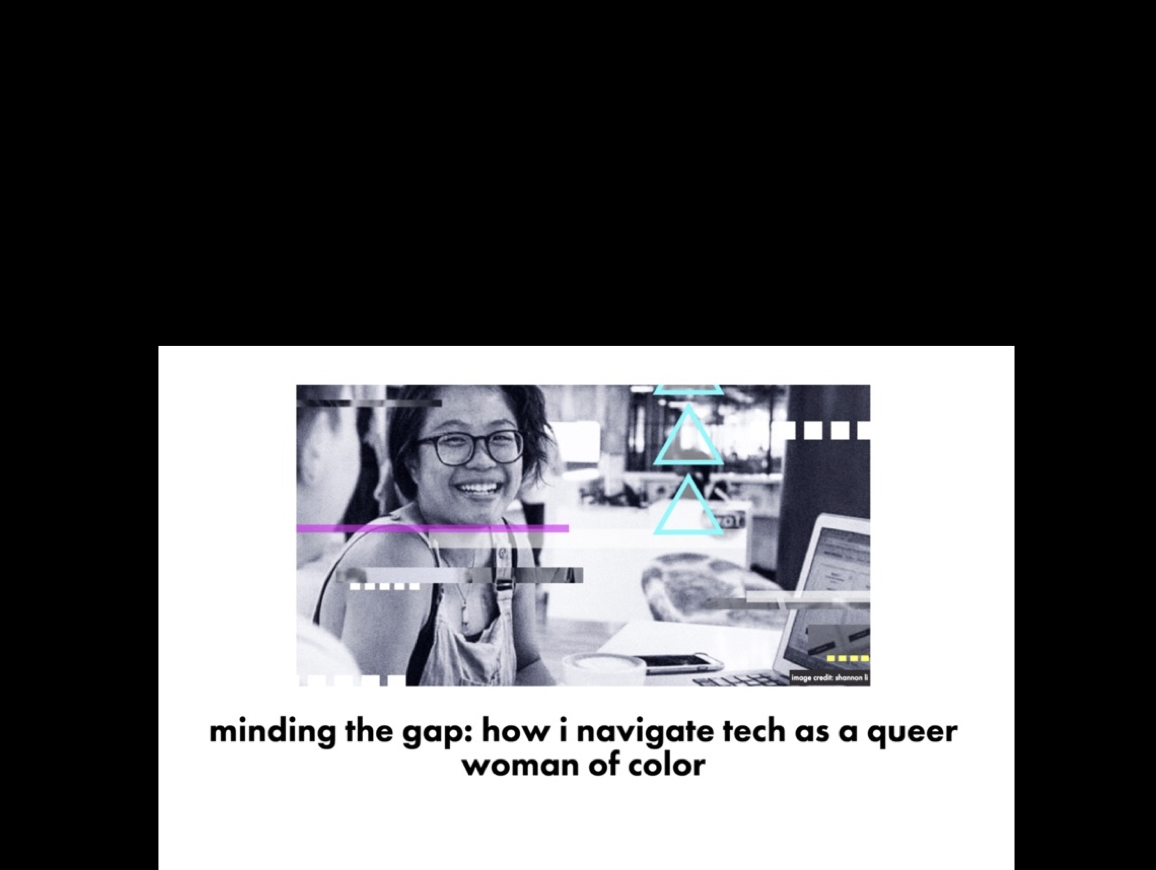 image credit: shannon li
minding the gap: how i navigate tech as a queer
woman of color